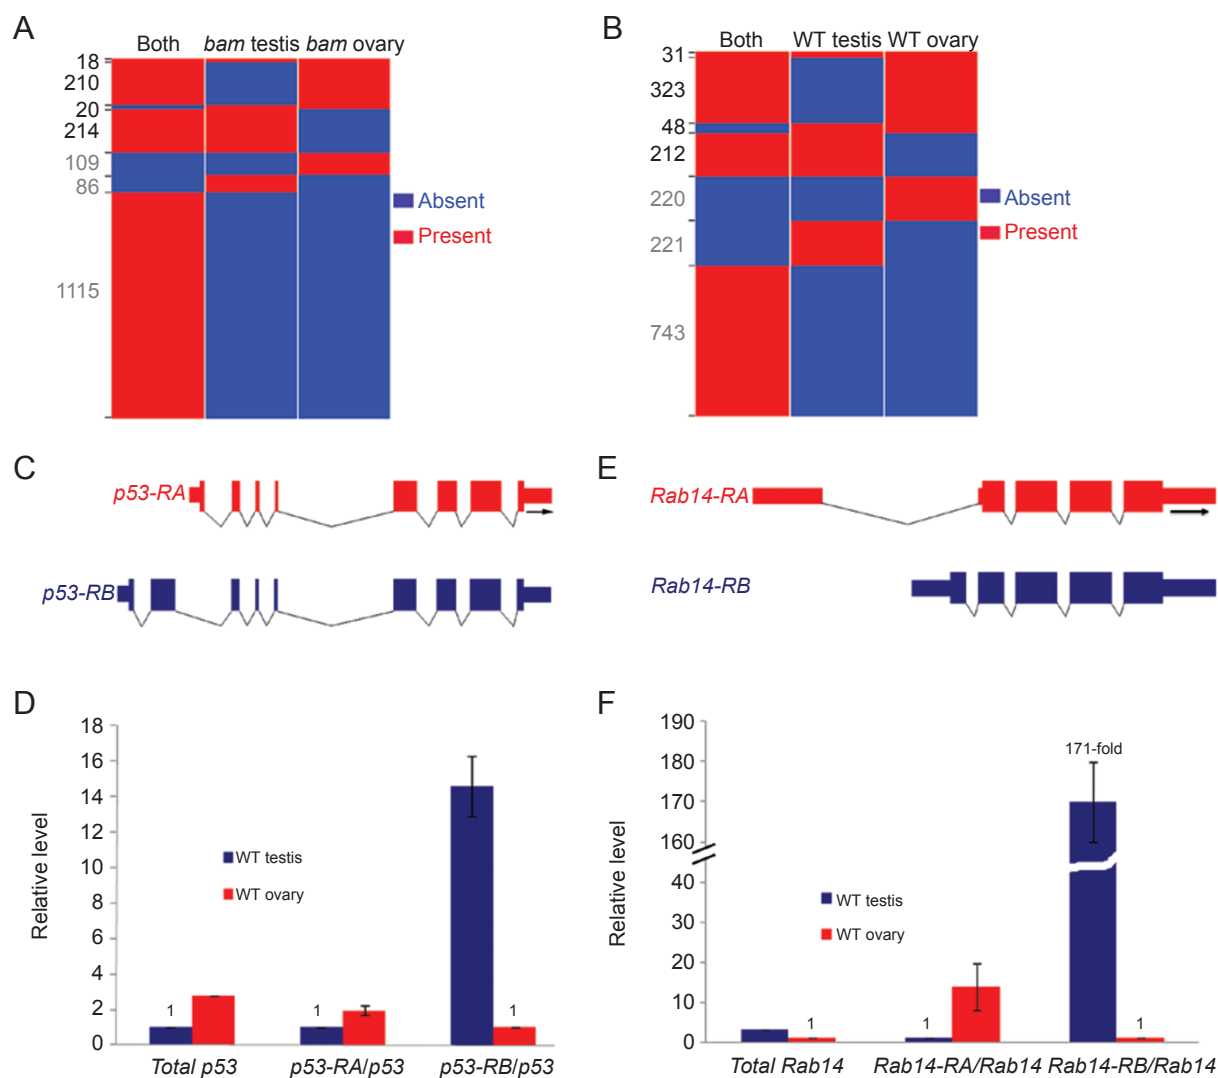 A
Both bam testis bam ovary
18
210
20
214
109
86
1115
Absent
Present
B
Both WT testis WT ovary
31
323
48
212
220
221
743
Absent
Present
C
p53-RA
p53-RB
E
Rab14-RA
Rab14-RB
D
Relative level
18
16
14
12
10
8
6
4
2
0
WT testis
WT ovary
1
1
1
Total p53 p53-RA/p53 p53-RB/p53
F
Relative level
190
180
170
160
40
30
20
10
0
171-fold
WT testis
WT ovary
1
1
1
Total Rab14 Rab14-RA/Rab14 Rab14-RB/Rab14